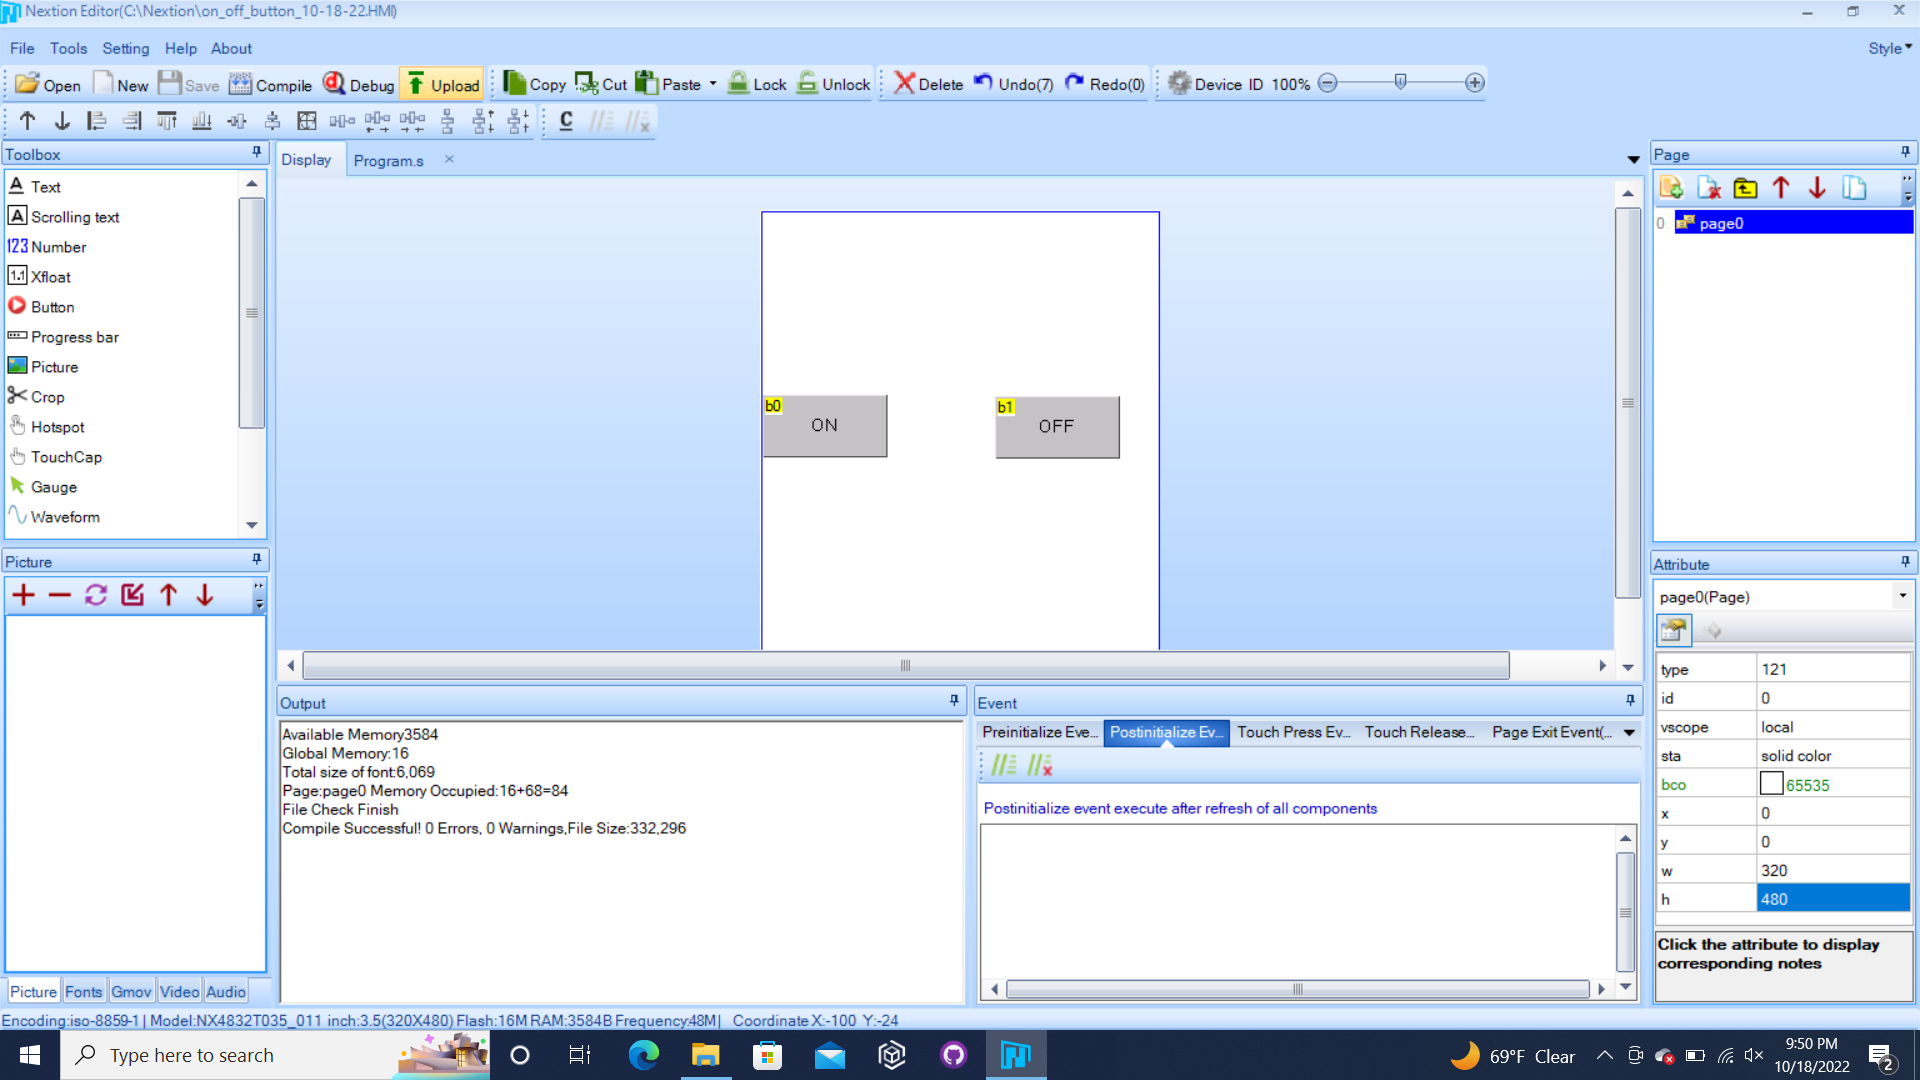 Nextion Editor(C:\Nextion\on_off_button_10-18-22.HMI)
File Tools Setting Help About
Style
Open New Save Compile Debug Upload Copy Cut Paste Lock Unlock Delete Undo(7) Redo(0) Device ID 100%
C
Toolbox
A Text
A Scrolling text
123 Number
1.1 Xfloat
Button
Progress bar
Picture
Crop
Hotspot
TouchCap
Gauge
Waveform
Picture
Picture Fonts Gmov Video Audio
Display Program.s
b0
ON
b1
OFF
Output
Available Memory3584
Global Memory:16
Total size of font:6,069
Page:page0 Memory Occupied:16+68=84
File Check Finish
Compile Successful! 0 Errors, 0 Warnings,File Size:332,296
Event
Preinitialize Eve... Postinitialize Ev... Touch Press Ev... Touch Release... Page Exit Event(...
Postinitialize event execute after refresh of all components
Page
0 page0
Attribute
page0(Page)
type 121
id 0
vscope local
sta solid color
bco 65535
x 0
y 0
w 320
h 480
Click the attribute to display
corresponding notes
Encoding:iso-8859-1 | Model:NX4832T035_011 inch:3.5(320X480) Flash:16M RAM:3584B Frequency:48M | Coordinate X:-100 Y:-24
Type here to search
69°F Clear
9:50 PM
10/18/2022
2